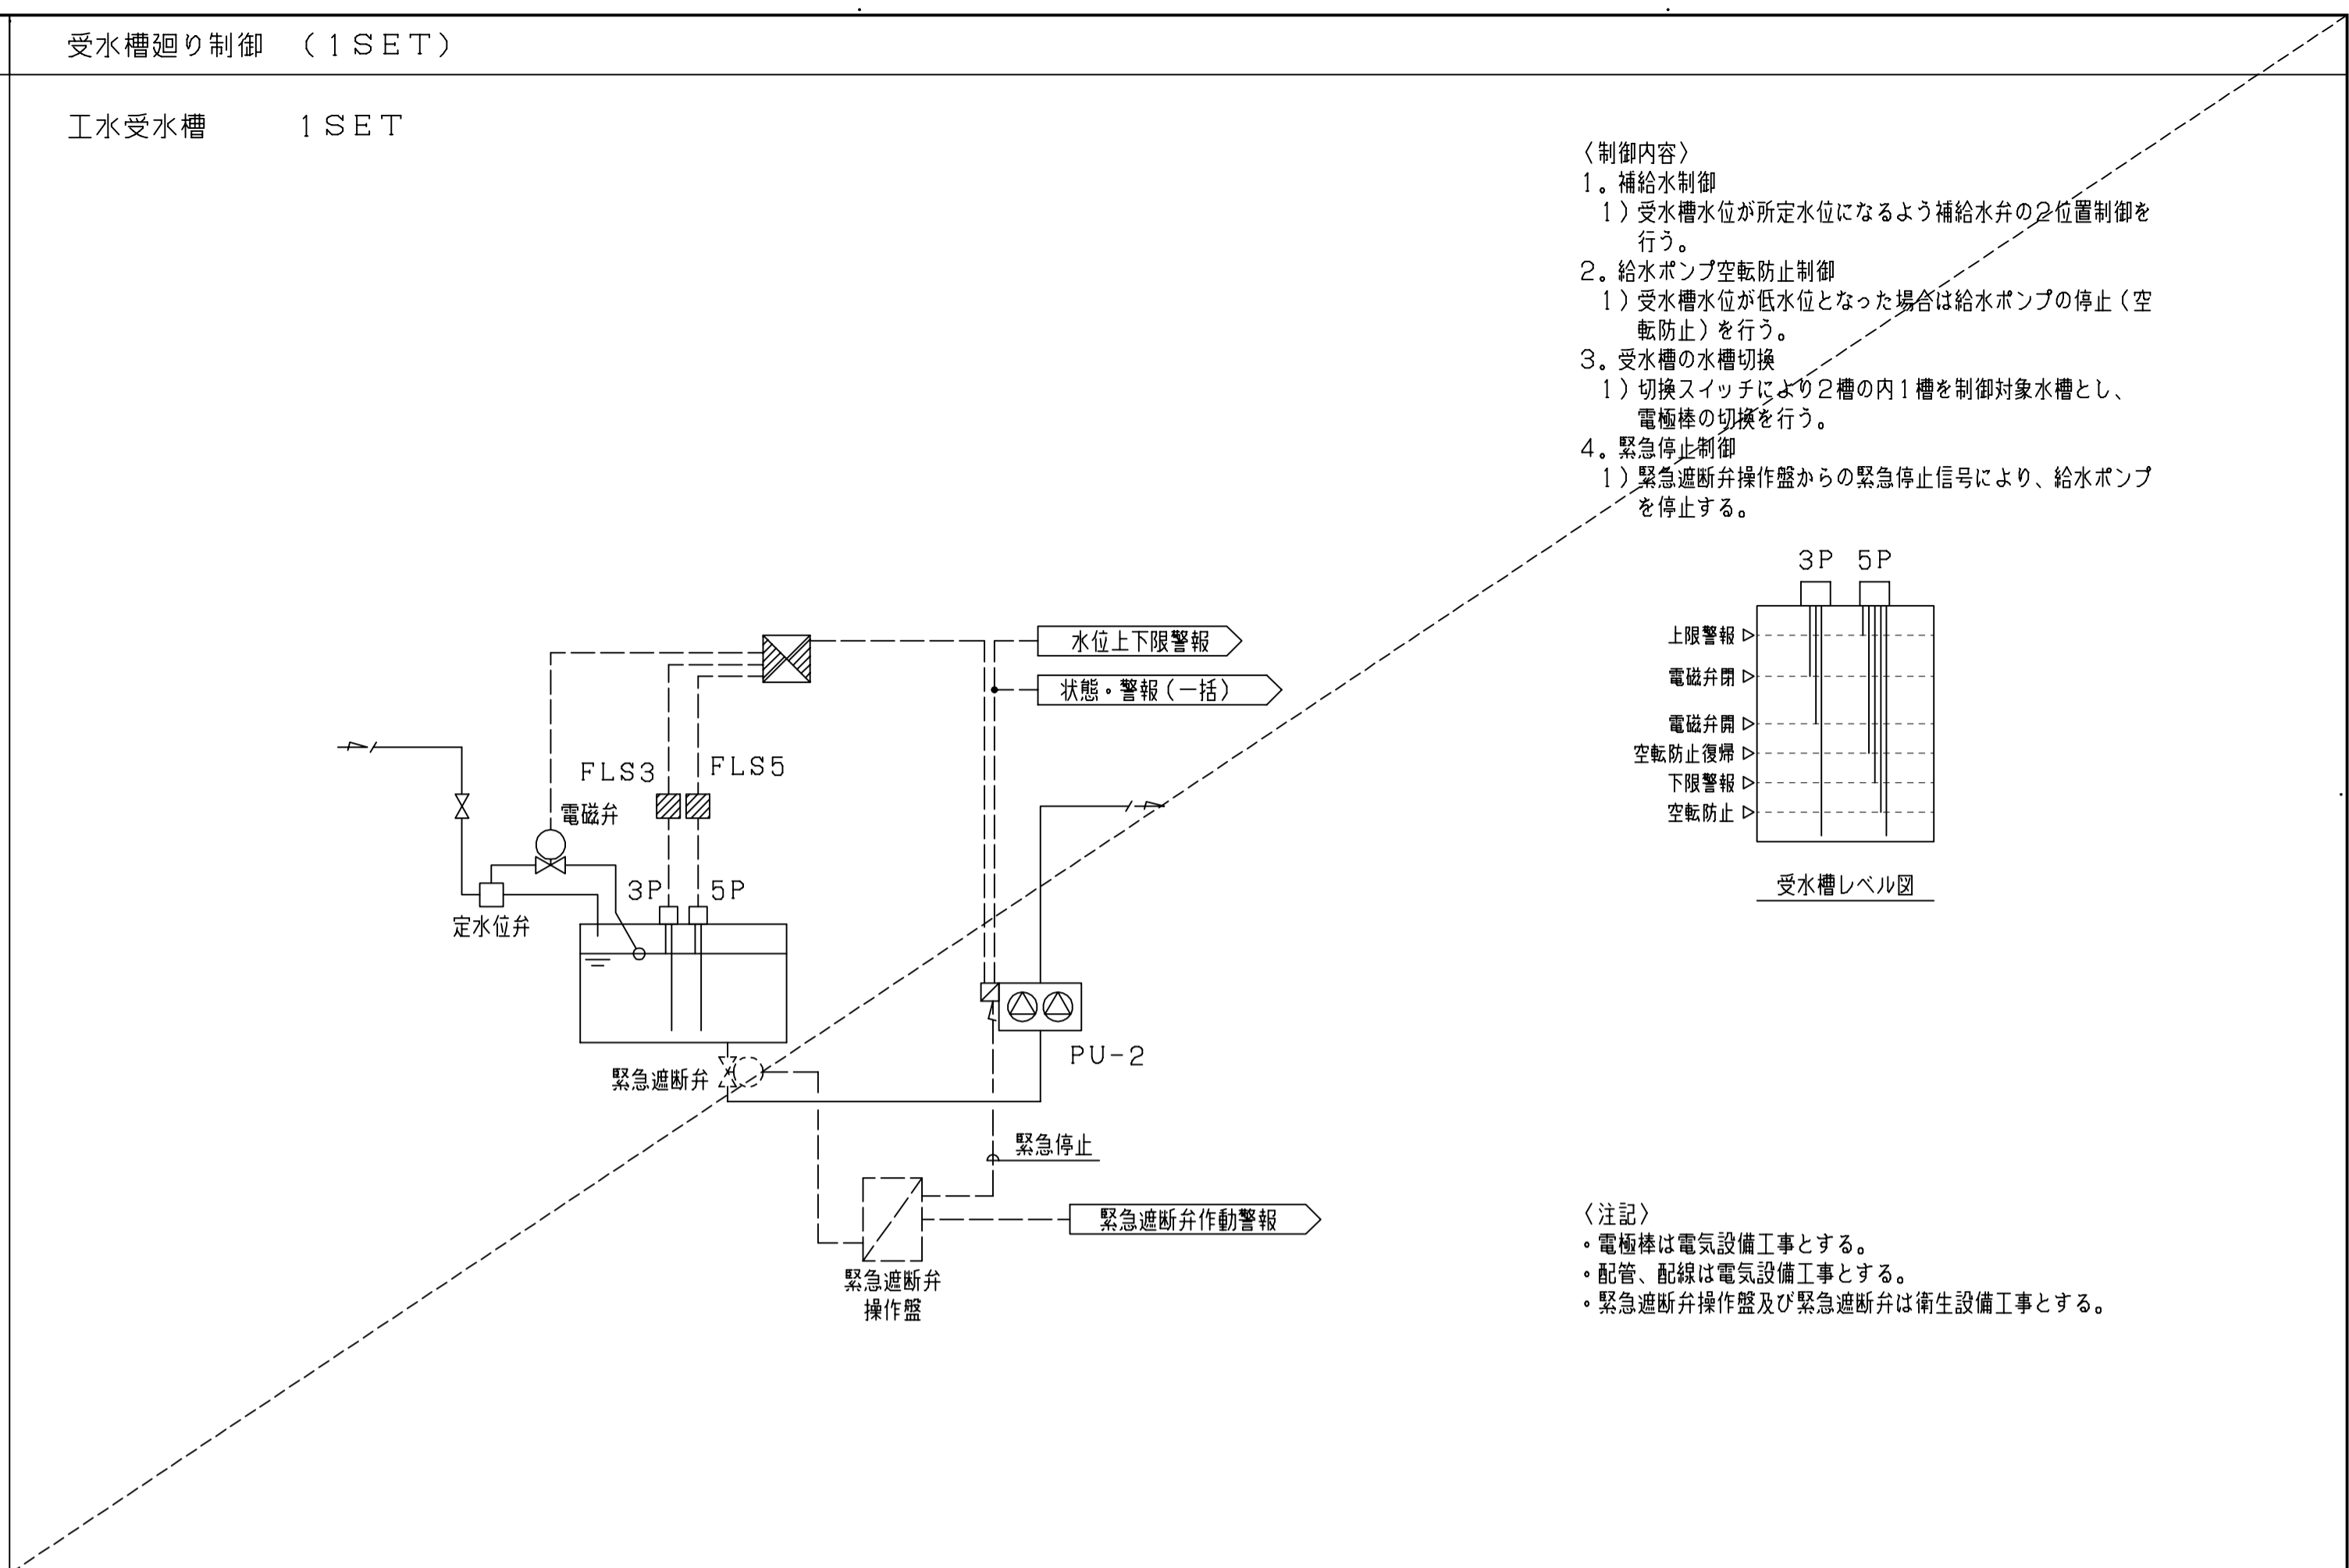 受水槽廻り制御　（１ＳＥＴ）
工水受水槽　　　１ＳＥＴ
〈制御内容〉
１。補給水制御
１）受水槽水位が所定水位になるよう補給水弁の２位置制御を
行う。
２。給水ポンプ空転防止制御
１）受水槽水位が低水位となった場合は給水ポンプの停止（空
転防止）を行う。
３。受水槽の水槽切換
１）切換スイッチにより２槽の内１槽を制御対象水槽とし、
電極棒の切換を行う。
４。緊急停止制御
１）緊急遮断弁操作盤からの緊急停止信号により、給水ポンプ
を停止する。
３Ｐ　５Ｐ
上限警報
電磁弁閉
電磁弁開
空転防止復帰
下限警報
空転防止
受水槽レベル図
水位上下限警報
状態・警報（一括）
ＦＬＳ３
ＦＬＳ５
電磁弁
３Ｐ
５Ｐ
定水位弁
緊急遮断弁
ＰＵ－２
緊急停止
緊急遮断弁作動警報
緊急遮断弁
操作盤
〈注記〉
・電極棒は電気設備工事とする。
・配管、配線は電気設備工事とする。
・緊急遮断弁操作盤及び緊急遮断弁は衛生設備工事とする。